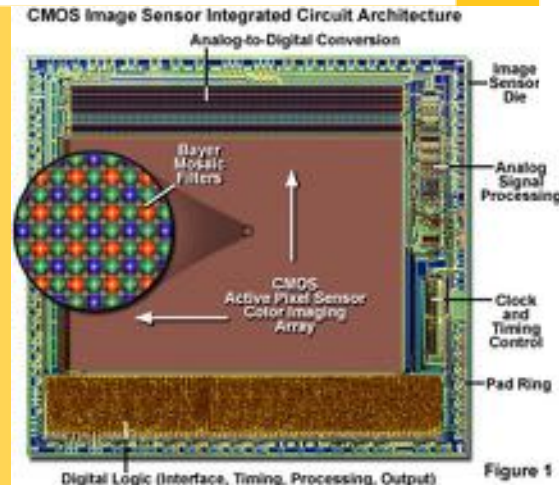 CMOS Image Sensor Integrated Circuit Architecture
Analog-to-Digital Conversion
Image
Sensor
Die
Bayer
Mosaic
Filters
Analog
Signal
Processing
CMOS
Active Pixel Sensor
Color Imaging
Array
Clock
and
Timing
Control
Pad Ring
Digital Logic (Interface, Timing, Processing, Output)
Figure 1